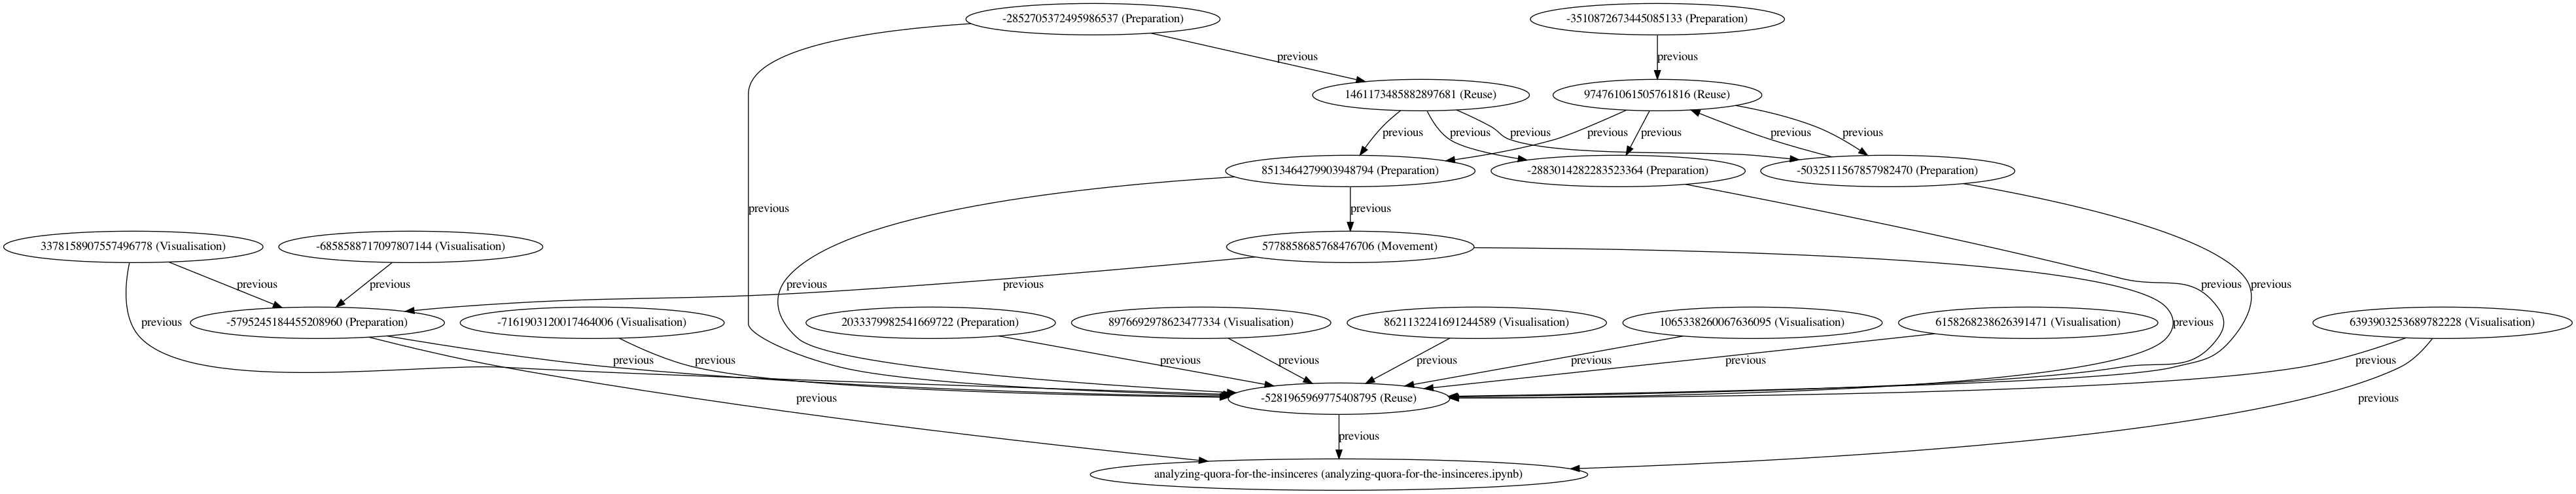 -2852705372495986537 (Preparation)
-3510872673445085133 (Preparation)
previous
previous
1461173485882897681 (Reuse)
974761061505761816 (Reuse)
previous
previous
previous
previous
previous
previous
previous
8513464279903948794 (Preparation)
-2883014282283523364 (Preparation)
-5032511567857982470 (Preparation)
previous
previous
3378158907557496778 (Visualisation)
-6858588717097807144 (Visualisation)
5778858685768476706 (Movement)
previous
previous
previous
previous
previous
previous
-5795245184455208960 (Preparation)
-7161903120017464006 (Visualisation)
2033379982541669722 (Preparation)
8976692978623477334 (Visualisation)
8621132241691244589 (Visualisation)
1065338260067636095 (Visualisation)
6158268238626391471 (Visualisation)
6393903253689782228 (Visualisation)
previous
previous
previous
previous
previous
previous
previous
previous
previous
previous
previous
-5281965969775408795 (Reuse)
previous
previous
previous
analyzing-quora-for-the-insinceres (analyzing-quora-for-the-insinceres.ipynb)